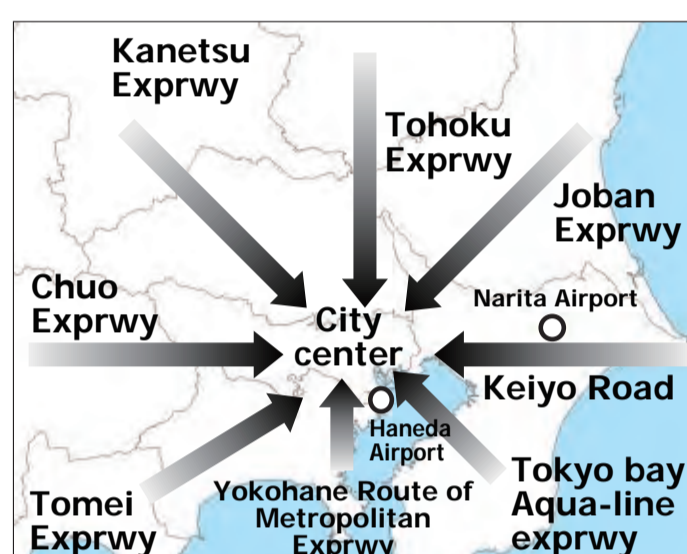 Kanetsu
Exprwy
Tohoku
Exprwy
Joban
Exprwy
Chuo
Exprwy
City
center
Narita Airport
Keiyo Road
Haneda
Airport
Tomei
Exprwy
Yokohane Route of
Metropolitan
Exprwy
Tokyo bay
Aqua-line
exprwy